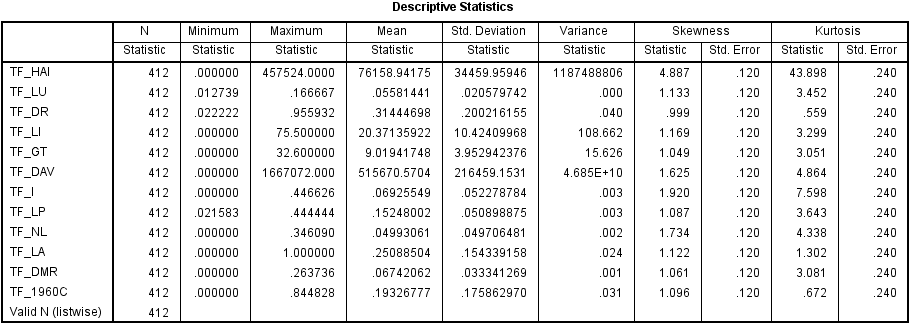 Descriptive Statistics
N Minimum Maximum Mean Std. Deviation Variance Skewness Kurtosis
Statistic Statistic Statistic Statistic Statistic Statistic Statistic Std. Error Statistic Std. Error
TF_HAI 412 .000000 457524.0000 76158.94175 34459.95946 1187488806 4.887 .120 43.898 .240
TF_LU 412 .012739 .166667 .05581441 .020579742 .000 1.133 .120 3.452 .240
TF_DR 412 .022222 .955932 .31444698 .200216155 .040 .999 .120 .559 .240
TF_LI 412 .000000 75.500000 20.37135922 10.42409968 108.662 1.169 .120 3.299 .240
TF_GT 412 .000000 32.600000 9.01941748 3.952942376 15.626 1.049 .120 3.051 .240
TF_DAV 412 .000000 1667072.000 515670.5704 216459.1531 4.685E+10 1.625 .120 4.864 .240
TF_I 412 .000000 .446626 .06925549 .052278784 .003 1.920 .120 7.598 .240
TF_LP 412 .021583 .444444 .15248002 .050898875 .003 1.087 .120 3.643 .240
TF_NL 412 .000000 .346090 .04993061 .049706481 .002 1.734 .120 4.338 .240
TF_LA 412 .000000 1.000000 .25088504 .154339158 .024 1.122 .120 1.302 .240
TF_DMR 412 .000000 .263736 .06742062 .033341269 .001 1.061 .120 3.081 .240
TF_1960C 412 .000000 .844828 .19326777 .175862970 .031 1.096 .120 .672 .240
Valid N (listwise) 412